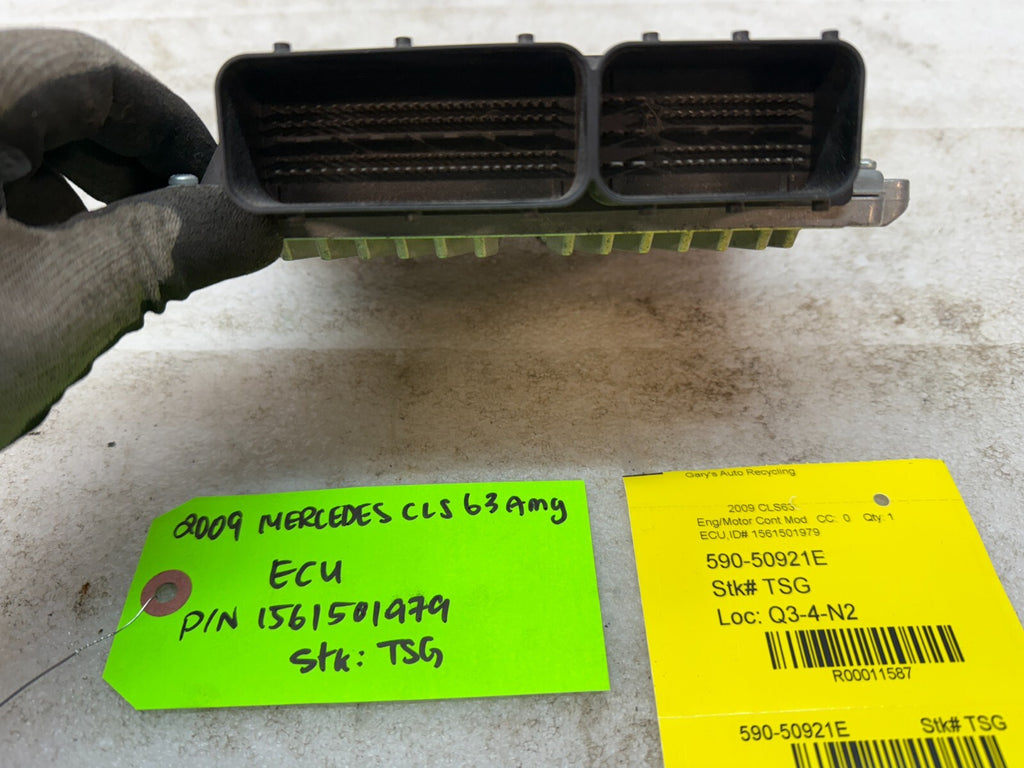 2009 MERCEDES CLS 63 Amg
ECU
P/N 1561501979
Stk: TSG
Gary's Auto Recycling
2009 CLS63
Eng/Motor Cont Mod CC: 0 Qty: 1
ECU,ID# 1561501979
590-50921E
Stk# TSG
Loc: Q3-4-N2
R00011587
590-50921E Stk# TSG